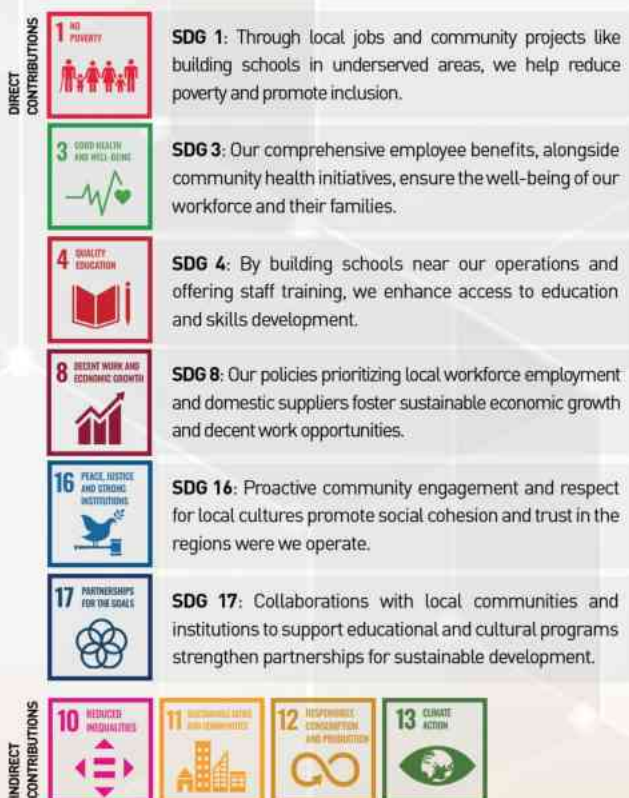 DIRECT
CONTRIBUTIONS
1 NO
POVERTY
SDG 1: Through local jobs and community projects like
building schools in underserved areas, we help reduce
poverty and promote inclusion.
3 GOOD HEALTH
AND WELL-BEING
SDG 3: Our comprehensive employee benefits, alongside
community health initiatives, ensure the well-being of our
workforce and their families.
4 QUALITY
EDUCATION
SDG 4: By building schools near our operations and
offering staff training, we enhance access to education
and skills development.
8 DECENT WORK AND
ECONOMIC GROWTH
SDG 8: Our policies prioritizing local workforce employment
and domestic suppliers foster sustainable economic growth
and decent work opportunities.
16 PEACE, JUSTICE
AND STRONG
INSTITUTIONS
SDG 16: Proactive community engagement and respect
for local cultures promote social cohesion and trust in the
regions were we operate.
17 PARTNERSHIPS
FOR THE GOALS
SDG 17: Collaborations with local communities and
institutions to support educational and cultural programs
strengthen partnerships for sustainable development.
INDIRECT
CONTRIBUTIONS
10 REDUCED
INEQUALITIES
11 SUSTAINABLE CITIES
AND COMMUNITIES
12 RESPONSIBLE
CONSUMPTION
AND PRODUCTION
13 CLIMATE
ACTION